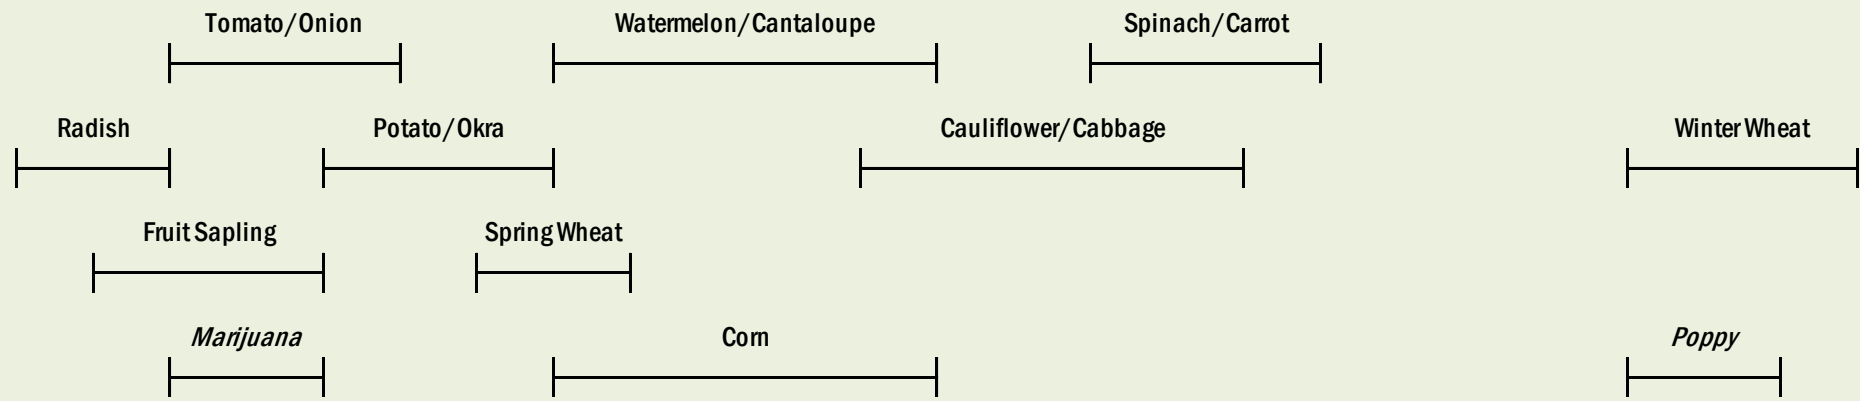 Tomato/Onion
Watermelon/Cantaloupe
Spinach/Carrot
Radish
Potato/Okra
Cauliflower/Cabbage
Winter Wheat
Fruit Sapling
Spring Wheat
Marijuana
Corn
Poppy